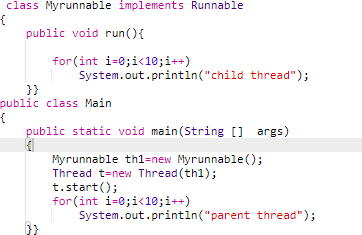 class Myrunnable implements Runnable
{
    public void run(){

        for(int i=0;i<10;i++)
            System.out.println("child thread");
    }}
public class Main
{
    public static void main(String []  args)
    {
        Myrunnable th1=new Myrunnable();
        Thread t=new Thread(th1);
        t.start();
        for(int i=0;i<10;i++)
            System.out.println("parent thread");
    }}